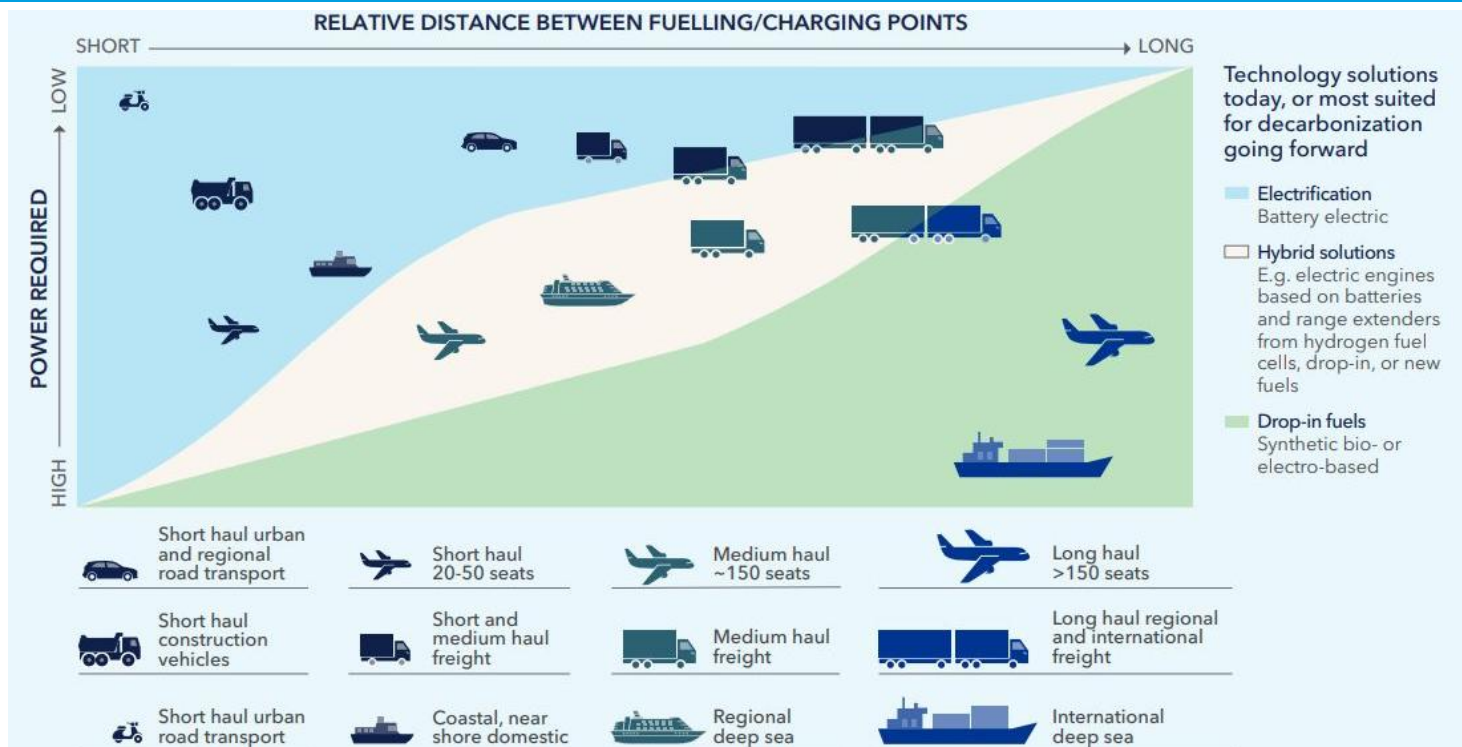 RELATIVE DISTANCE BETWEEN FUELLING/CHARGING POINTS
SHORT
LONG
LOW
POWER REQUIRED
HIGH
Technology solutions
today, or most suited
for decarbonization
going forward
Electrification
Battery electric
Hybrid solutions
E.g. electric engines
based on batteries
and range extenders
from hydrogen fuel
cells, drop-in, or new
fuels
Drop-in fuels
Synthetic bio- or
electro-based
Short haul urban
and regional
road transport
Short haul
20-50 seats
Medium haul
~150 seats
Long haul
>150 seats
Short haul
construction
vehicles
Short and
medium haul
freight
Medium haul
freight
Long haul regional
and international
freight
Short haul urban
road transport
Coastal, near
shore domestic
Regional
deep sea
International
deep sea